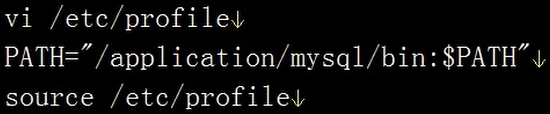 vi /etc/profile↓
PATH="/application/mysql/bin:$PATH"↓
source /etc/profile↓